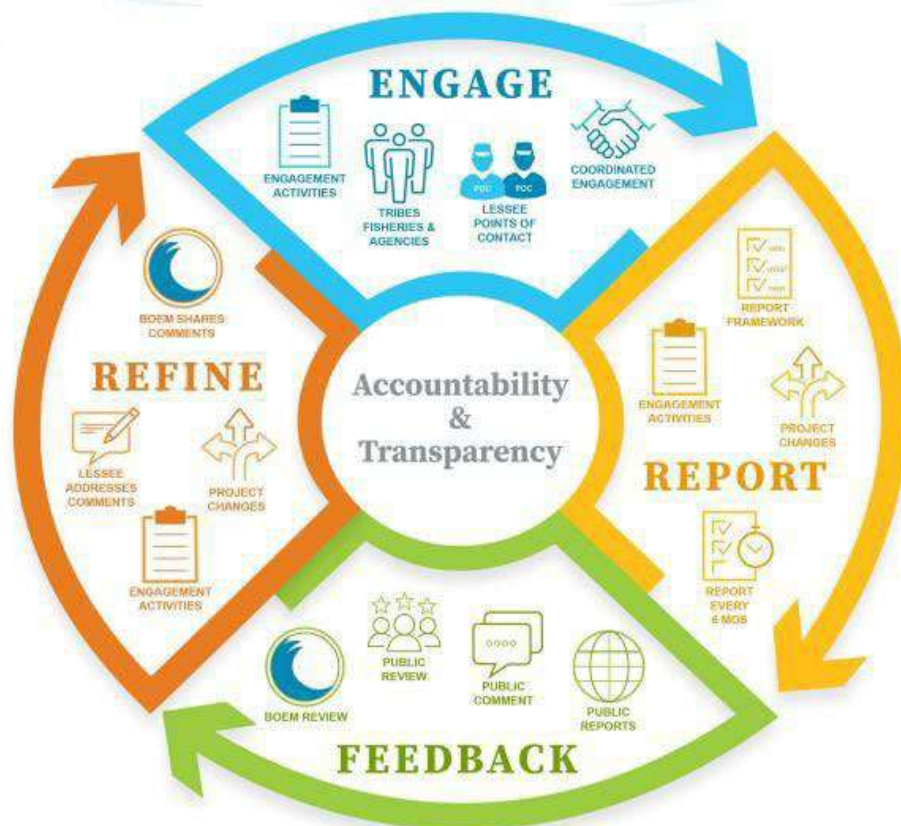 ENGAGE
ENGAGEMENT
ACTIVITIES
TRIBES
FISHERIES &
AGENCIES
POC
POC
LESSEE
POINTS OF
CONTACT
COORDINATED
ENGAGEMENT
REPORT
FRAMEWORK
ENGAGEMENT
ACTIVITIES
PROJECT
CHANGES
REPORT
REPORT
EVERY
6 MOS
Accountability
&
Transparency
PUBLIC
REPORTS
PUBLIC
COMMENT
PUBLIC
REVIEW
BOEM REVIEW
FEEDBACK
BOEM SHARES
COMMENTS
REFINE
LESSEE
ADDRESSES
COMMENTS
PROJECT
CHANGES
ENGAGEMENT
ACTIVITIES